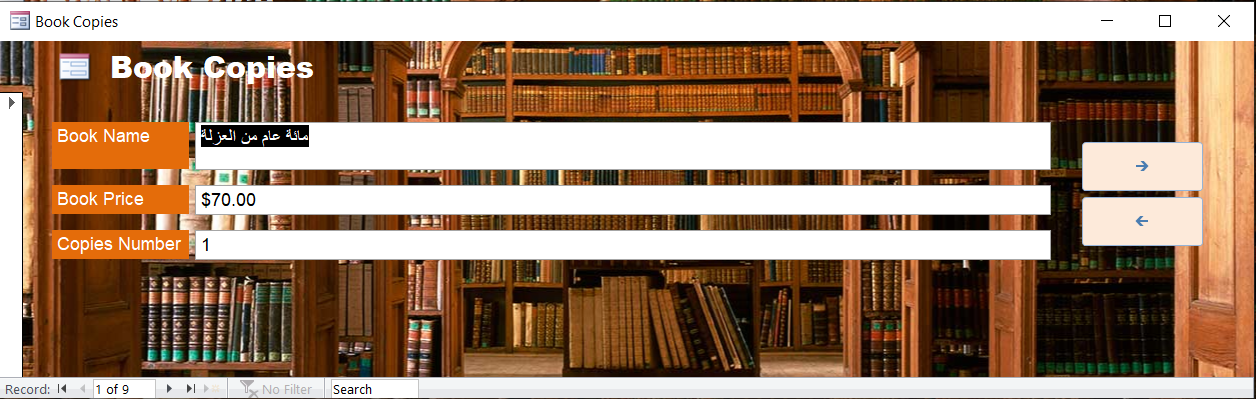 Book Copies
Book Copies
Book Name
مائة عام من العزلة
Book Price
$70.00
Copies Number
1
Record:
1 of 9
No Filter
Search